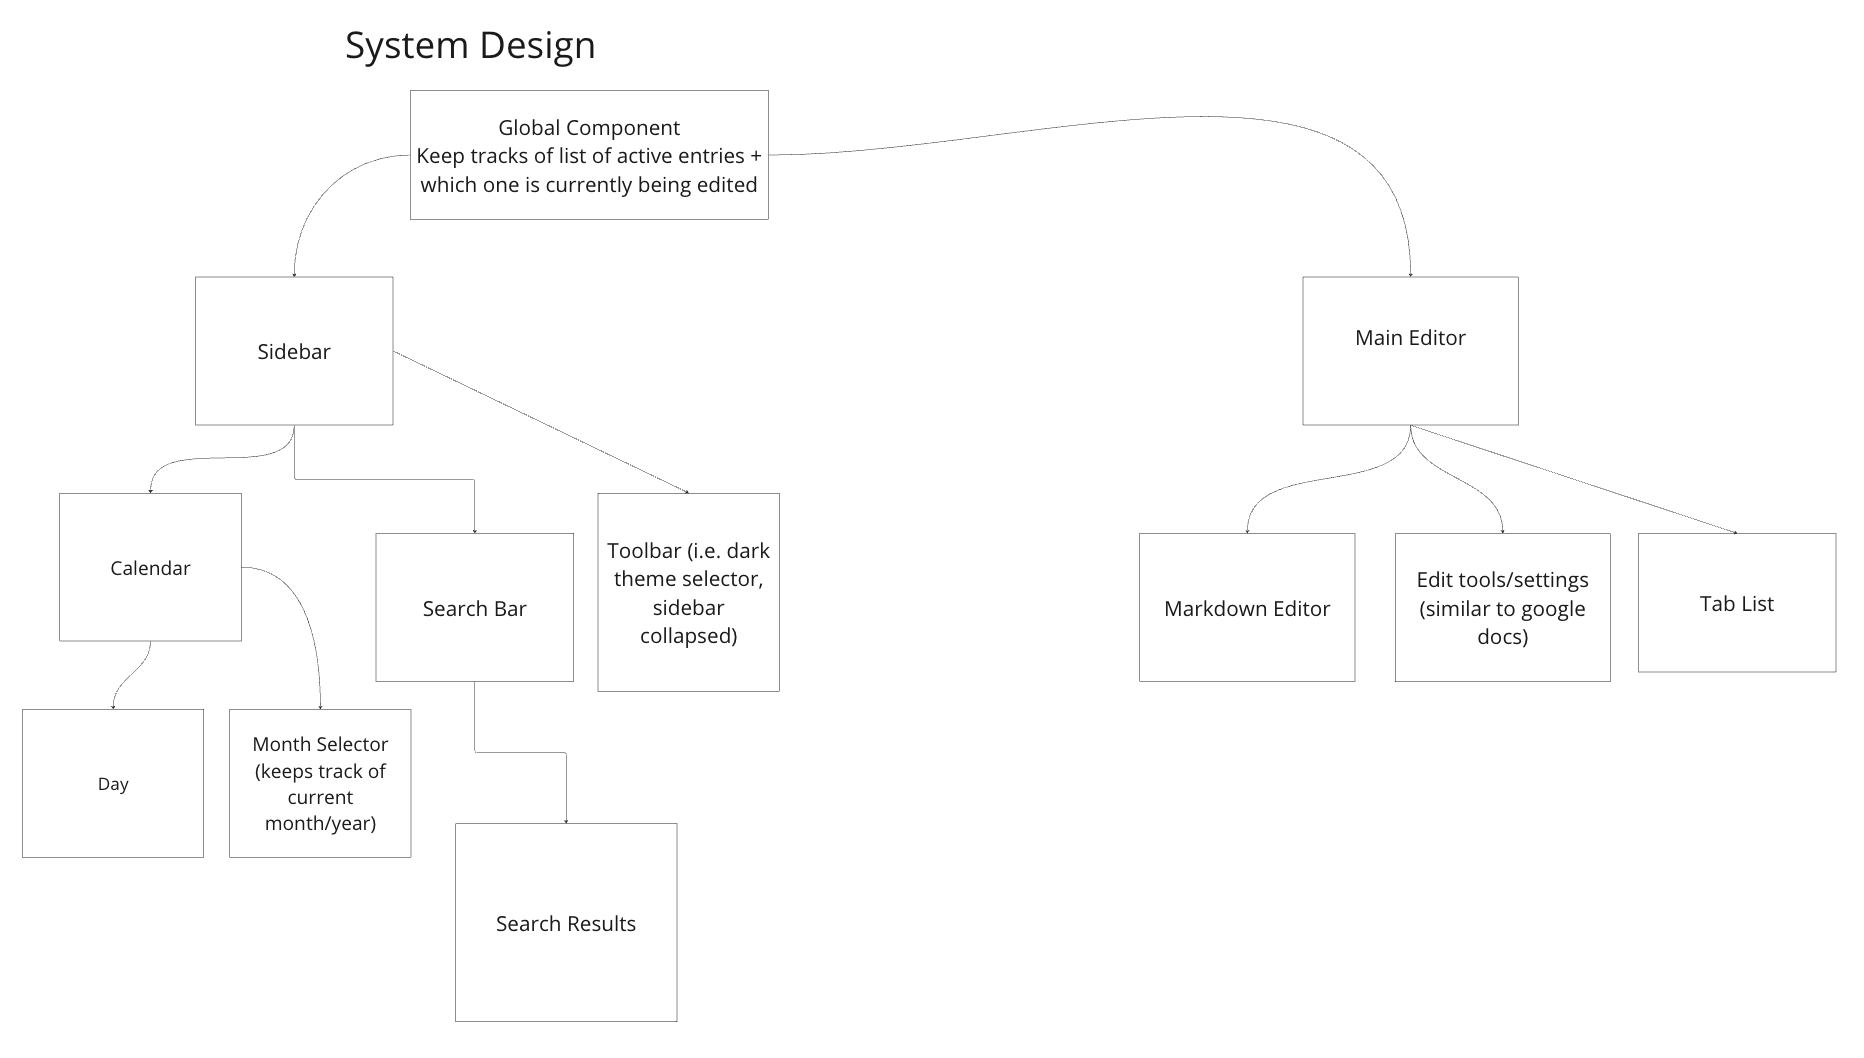 System Design
Global Component
Keep tracks of list of active entries +
which one is currently being edited
Sidebar
Main Editor
Calendar
Search Bar
Toolbar (i.e. dark
theme selector,
sidebar
collapsed)
Markdown Editor
Edit tools/settings
(similar to google
docs)
Tab List
Day
Month Selector
(keeps track of
current
month/year)
Search Results